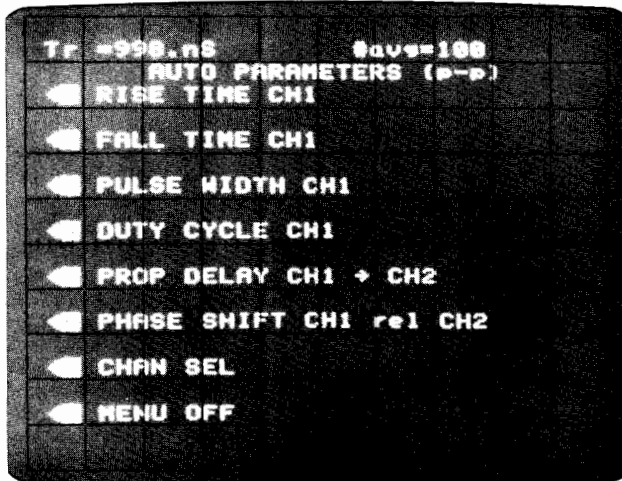 Tr =990.nS #avg=100
AUTO PARAMETERS (p-p)
RISE TIME CH1
FALL TIME CH1
PULSE WIDTH CH1
DUTY CYCLE CH1
PROP DELAY CH1 → CH2
PHASE SHIFT CH1 rel CH2
CHAN SEL
MENU OFF